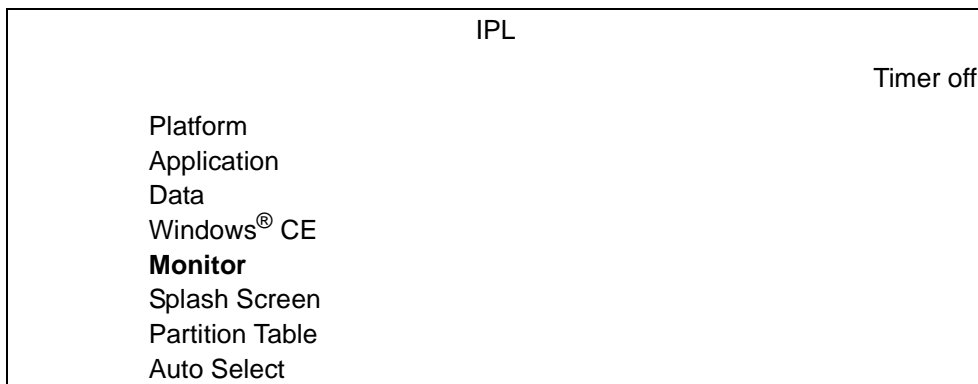 IPL
Timer off
Platform
Application
Data
Windows® CE
Monitor
Splash Screen
Partition Table
Auto Select